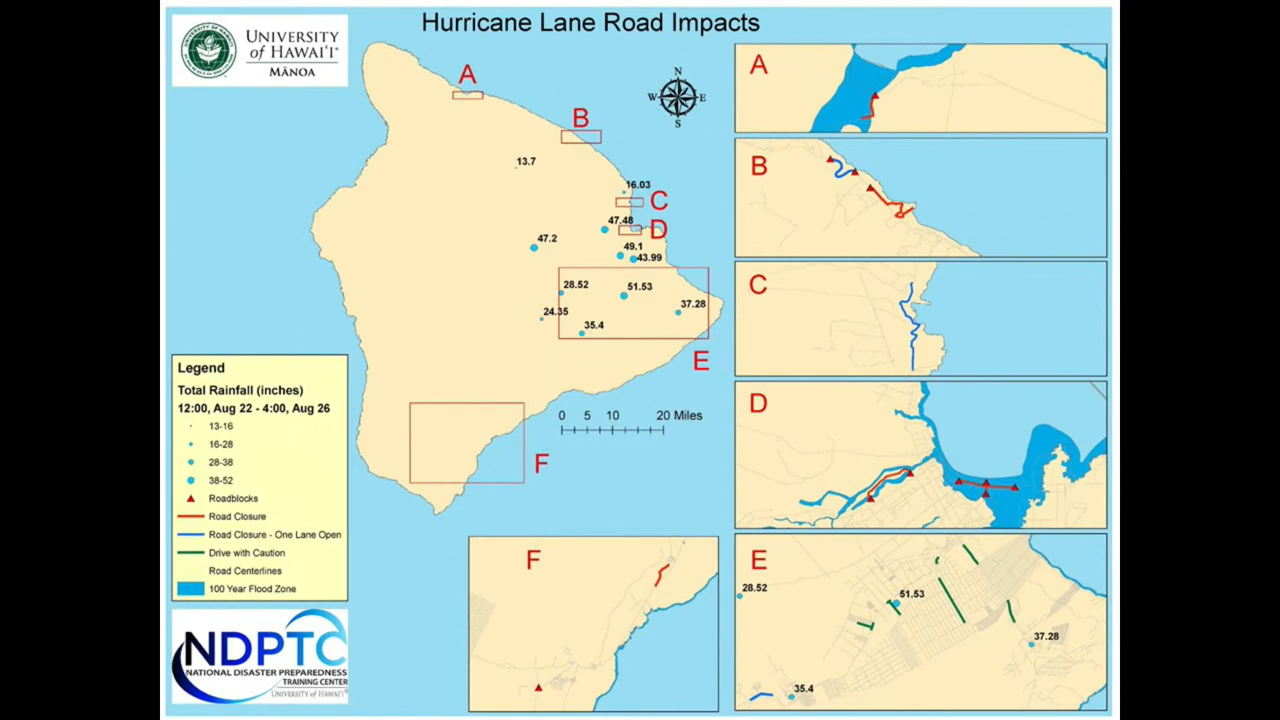 Hurricane Lane Road Impacts
UNIVERSITY
of HAWAI'I®
MĀNOA
N
W E
S
A
B
13.7
16.03
C
47.48
D
47.2
49.1
43.99
28.52
51.53
37.28
24.35
35.4
E
0 5 10 20 Miles
F
Legend
Total Rainfall (inches)
12:00, Aug 22 - 4:00, Aug 26
13-16
16-28
28-38
38-52
Roadblocks
Road Closure
Road Closure - One Lane Open
Drive with Caution
Road Centerlines
100 Year Flood Zone
NDPTC
NATIONAL DISASTER PREPAREDNESS
TRAINING CENTER
UNIVERSITY of HAWAI'I®
A
B
C
D
E
28.52
51.53
37.28
35.4
F